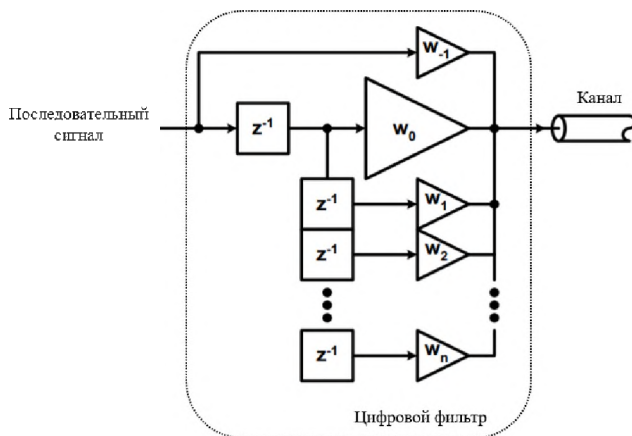 w-1
Канал
Последовательный
сигнал
z-1
w0
z-1
w1
z-1
w2
z-1
wn
Цифровой фильтр